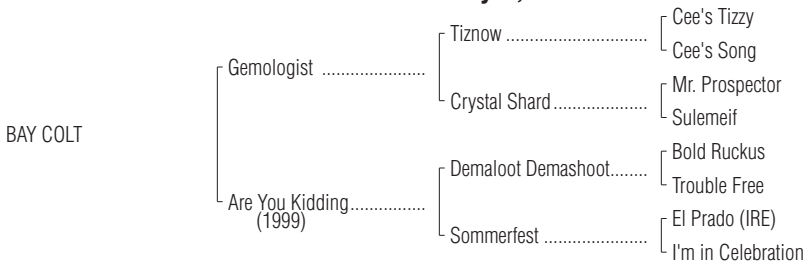 Cee's Tizzy
Tiznow ..............................
Cee's Song
Gemologist ......................
Mr. Prospector
Crystal Shard....................
Sulemeif
BAY COLT
Bold Ruckus
Demaloot Demashoot........
Trouble Free
Are You Kidding................
(1999)
El Prado (IRE)
Sommerfest ......................
I'm in Celebration